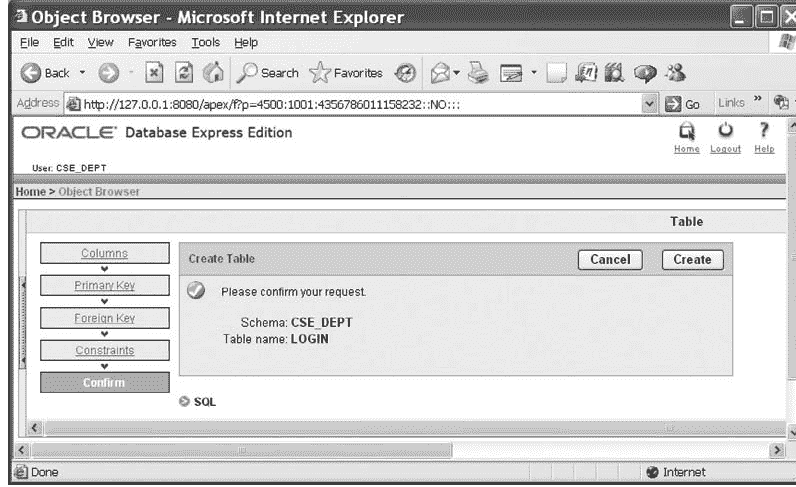 Object Browser - Microsoft Internet Explorer
File Edit View Favorites Tools Help
Back Search Favorites
Address http://127.0.0.1:8080/apex/f?p=4500:1001:4356786011158232::NO::: Go Links »
ORACLE Database Express Edition
Home Logout Help
User: CSE_DEPT
Home > Object Browser
Table
Columns
Primary Key
Foreign Key
Constraints
Confirm
Create Table Cancel Create
Please confirm your request.
Schema: CSE_DEPT
Table name: LOGIN
SQL
Done Internet